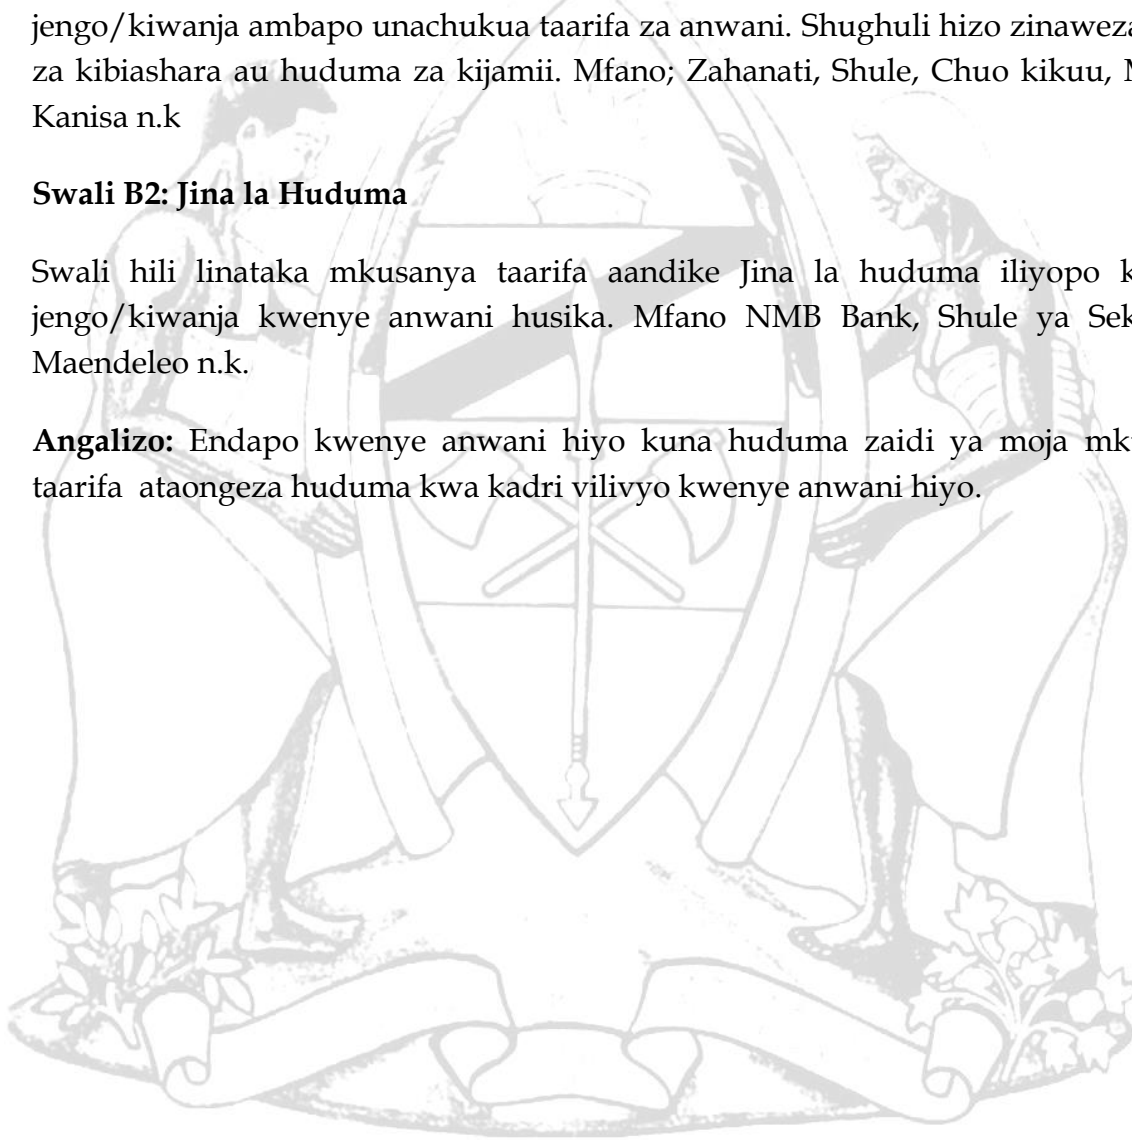 jengo/kiwanja ambapo unachukua taarifa za anwani. Shughuli hizo zinaweza
za kibiashara au huduma za kijamii. Mfano; Zahanati, Shule, Chuo kikuu,
Kanisa n.k
Swali B2: Jina la Huduma
Swali hili linataka mkusanya taarifa aandike Jina la huduma iliyopo
jengo/kiwanja kwenye anwani husika. Mfano NMB Bank, Shule ya
Maendeleo n.k.
Angalizo: Endapo kwenye anwani hiyo kuna huduma zaidi ya moja
taarifa ataongeza huduma kwa kadri vilivyo kwenye anwani hiyo.